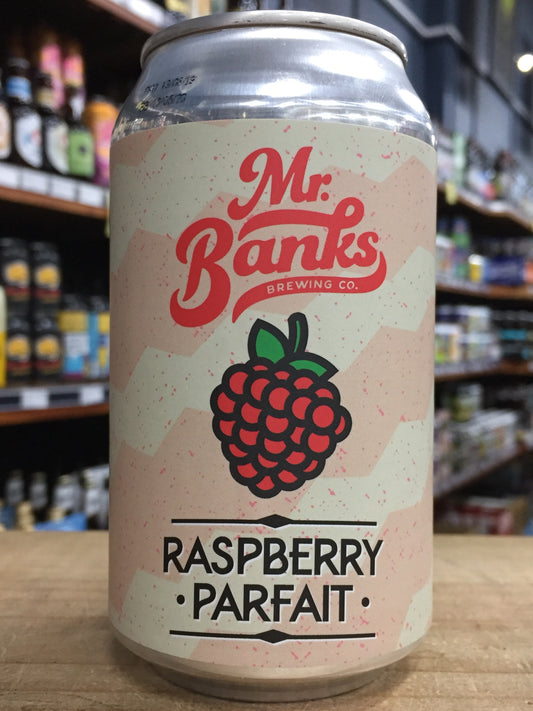 Mr.
Banks
BREWING CO.
RASPBERRY
·PARFAIT·